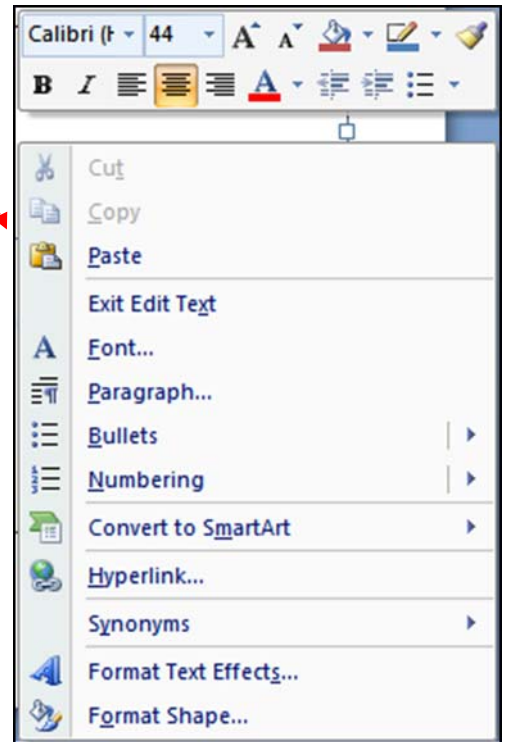 Calibri (H 44 A A
B I A
Cut
Copy
Paste
Exit Edit Text
A Font...
Paragraph...
Bullets
Numbering
Convert to SmartArt
Hyperlink...
Synonyms
Format Text Effects...
Format Shape...